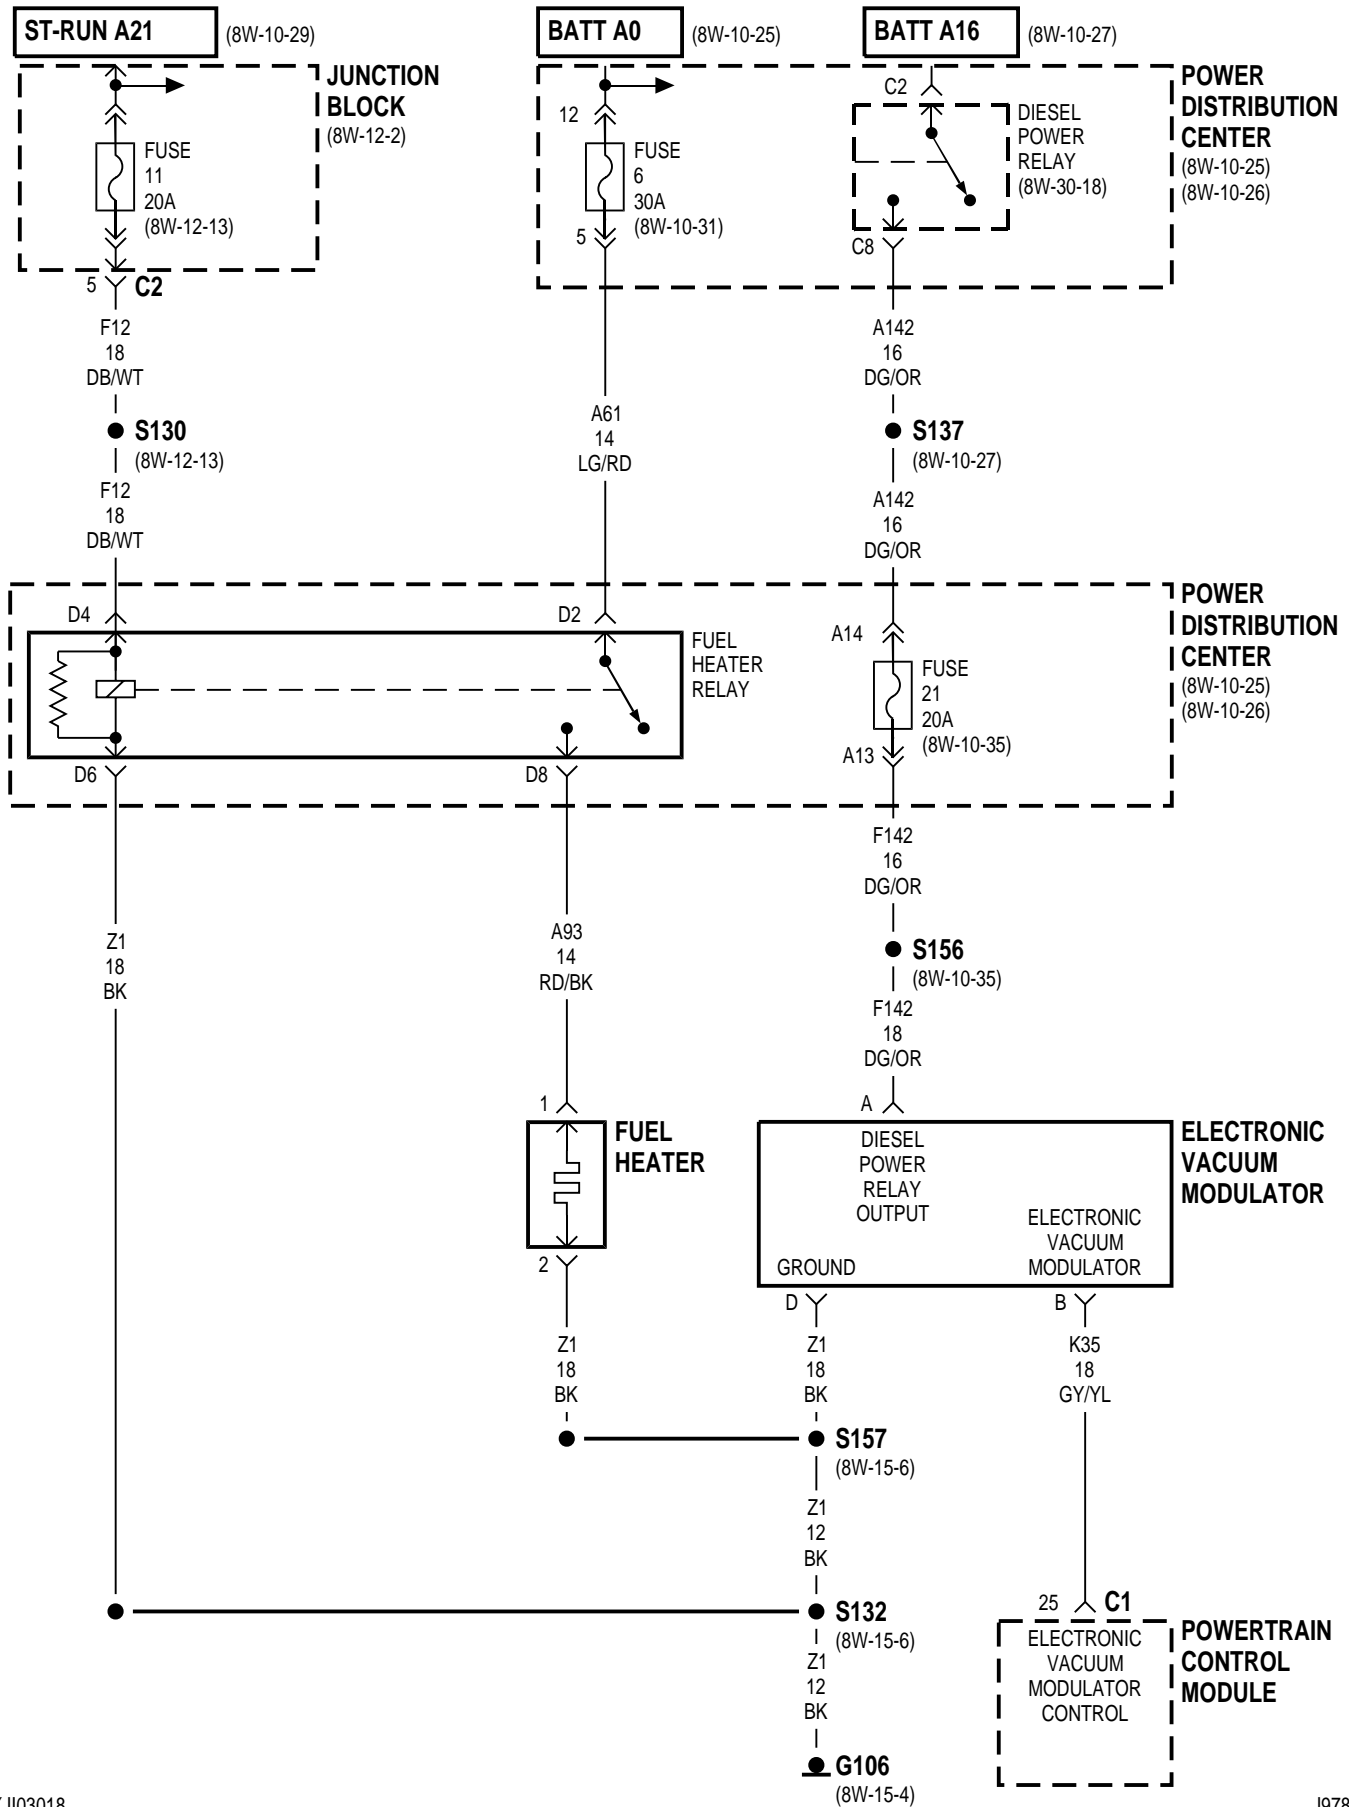 ST-RUN A21 (8W-10-29)
BATT A0 (8W-10-25)
BATT A16 (8W-10-27)
JUNCTION
BLOCK
(8W-12-2)
FUSE
11
20A
(8W-12-13)
5 C2
12
FUSE
6
30A
(8W-10-31)
5
C2
DIESEL
POWER
RELAY
(8W-30-18)
C8
POWER
DISTRIBUTION
CENTER
(8W-10-25)
(8W-10-26)
F12
18
DB/WT
S130
(8W-12-13)
F12
18
DB/WT
A61
14
LG/RD
A142
16
DG/OR
S137
(8W-10-27)
A142
16
DG/OR
D4
D2
FUEL
HEATER
RELAY
D6
D8
A14
FUSE
21
20A
(8W-10-35)
A13
POWER
DISTRIBUTION
CENTER
(8W-10-25)
(8W-10-26)
Z1
18
BK
A93
14
RD/BK
F142
16
DG/OR
S156
(8W-10-35)
F142
18
DG/OR
1
FUEL
HEATER
2
A
DIESEL
POWER
RELAY
OUTPUT
GROUND
ELECTRONIC
VACUUM
MODULATOR
ELECTRONIC
VACUUM
MODULATOR
D
B
Z1
18
BK
Z1
18
BK
K35
18
GY/YL
S157
(8W-15-6)
Z1
12
BK
S132
(8W-15-6)
Z1
12
BK
G106
(8W-15-4)
25 C1
ELECTRONIC
VACUUM
MODULATOR
CONTROL
POWERTRAIN
CONTROL
MODULE